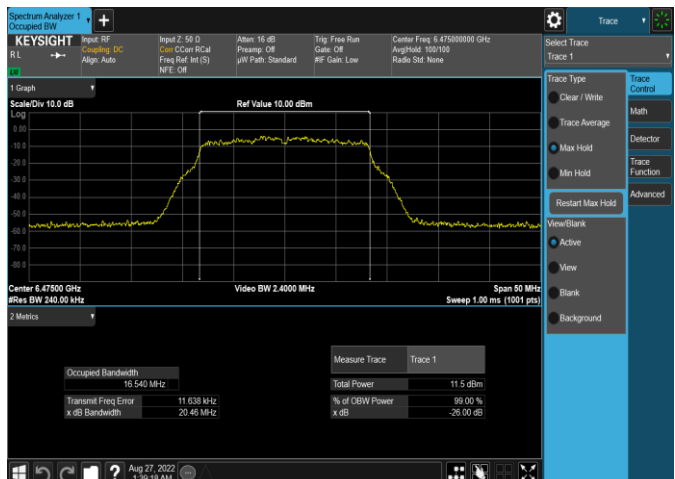 Spectrum Analyzer 1
Occupied BW
Trace
KEYSIGHT
R L
Input: RF
Coupling: DC
Align: Auto
Input Z: 50 Ω
Corr CCorr RCal
Freq Ref: Int (S)
NFE: Off
Atten: 16 dB
Preamp: Off
µW Path: Standard
Trig: Free Run
Gate: Off
#IF Gain: Low
Center Freq: 6.475000000 GHz
Avg|Hold: 100/100
Radio Std: None
Select Trace
Trace 1
1 Graph
Scale/Div 10.0 dB
Ref Value 10.00 dBm
Log
0.00
-10.0
-20.0
-30.0
-40.0
-50.0
-60.0
-70.0
-80.0
Center 6.47500 GHz
#Res BW 240.00 kHz
Video BW 2.4000 MHz
Span 50 MHz
Sweep 1.00 ms (1001 pts)
Trace Type
Clear / Write
Trace Average
Max Hold
Min Hold
Restart Max Hold
View/Blank
Active
View
Blank
Background
Trace
Control
Math
Detector
Trace
Function
Advanced
2 Metrics
Measure Trace Trace 1
Occupied Bandwidth
16.540 MHz
Total Power 11.5 dBm
Transmit Freq Error 11.638 kHz
% of OBW Power 99.00 %
x dB Bandwidth 20.46 MHz
x dB -26.00 dB
?
Aug 27, 2022
1:39:18 AM